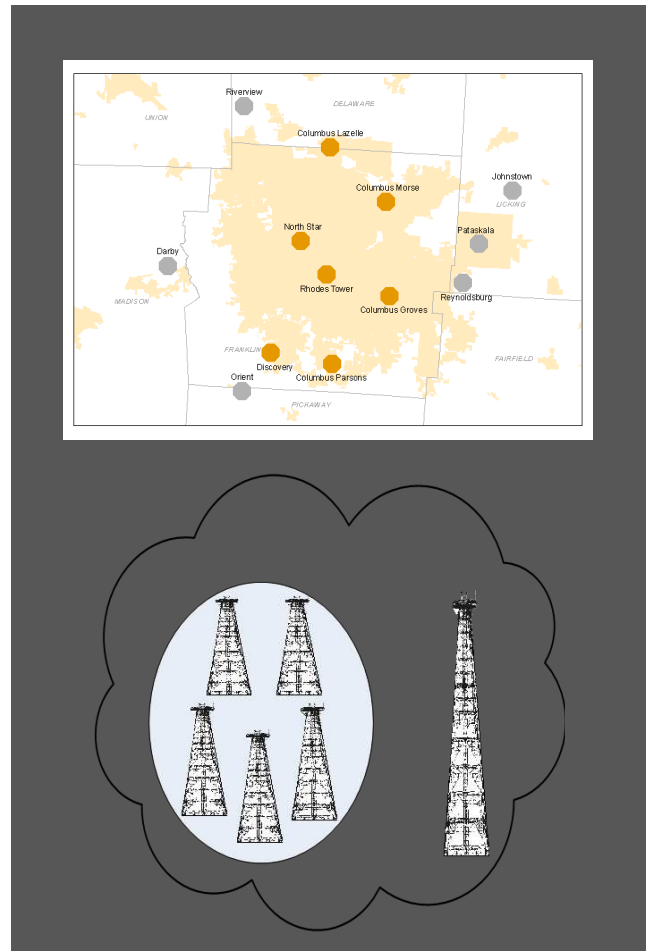 Riverview
DELAWARE
UNION
Columbus Lazelle
Johnstown
Columbus Morse
LICKING
North Star
Pataskala
Darby
Rhodes Tower
Reynoldsburg
MADISON
Columbus Groves
FRANKLIN
FAIRFIELD
Discovery
Orient
Columbus Parsons
PICKAWAY